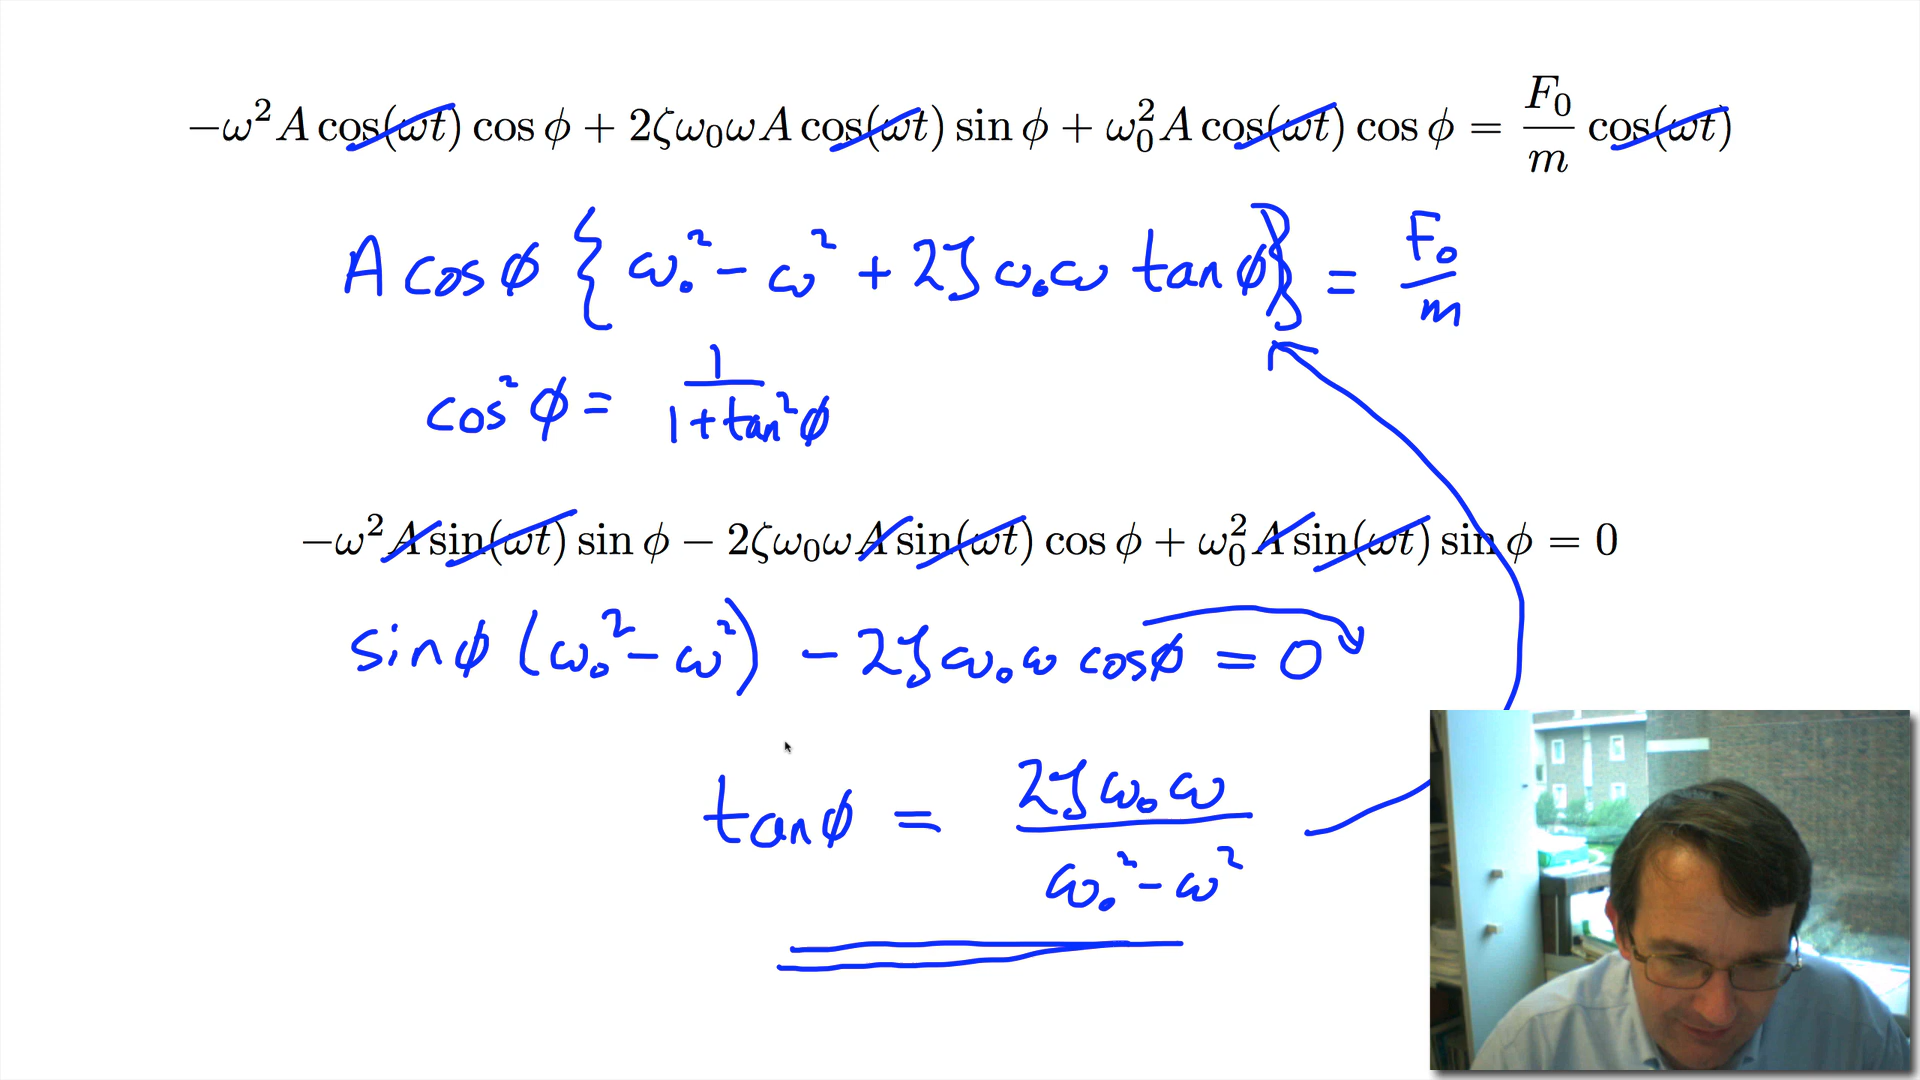 −ω²A cos(ωt) cos ϕ + 2ζω₀ωA cos(ωt) sin ϕ + ω₀²A cos(ωt) cos ϕ = F₀/m cos(ωt)
A cos ϕ { ω₀² − ω² + 2ζω₀ω tan ϕ } = F₀/m
cos² ϕ = 1/(1 + tan² ϕ)
−ω²A sin(ωt) sin ϕ − 2ζω₀ωA sin(ωt) cos ϕ + ω₀²A sin(ωt) sin ϕ = 0
sin ϕ (ω₀² − ω²) − 2ζω₀ω cos ϕ = 0
tan ϕ = 2ζω₀ω/(ω₀² − ω²)